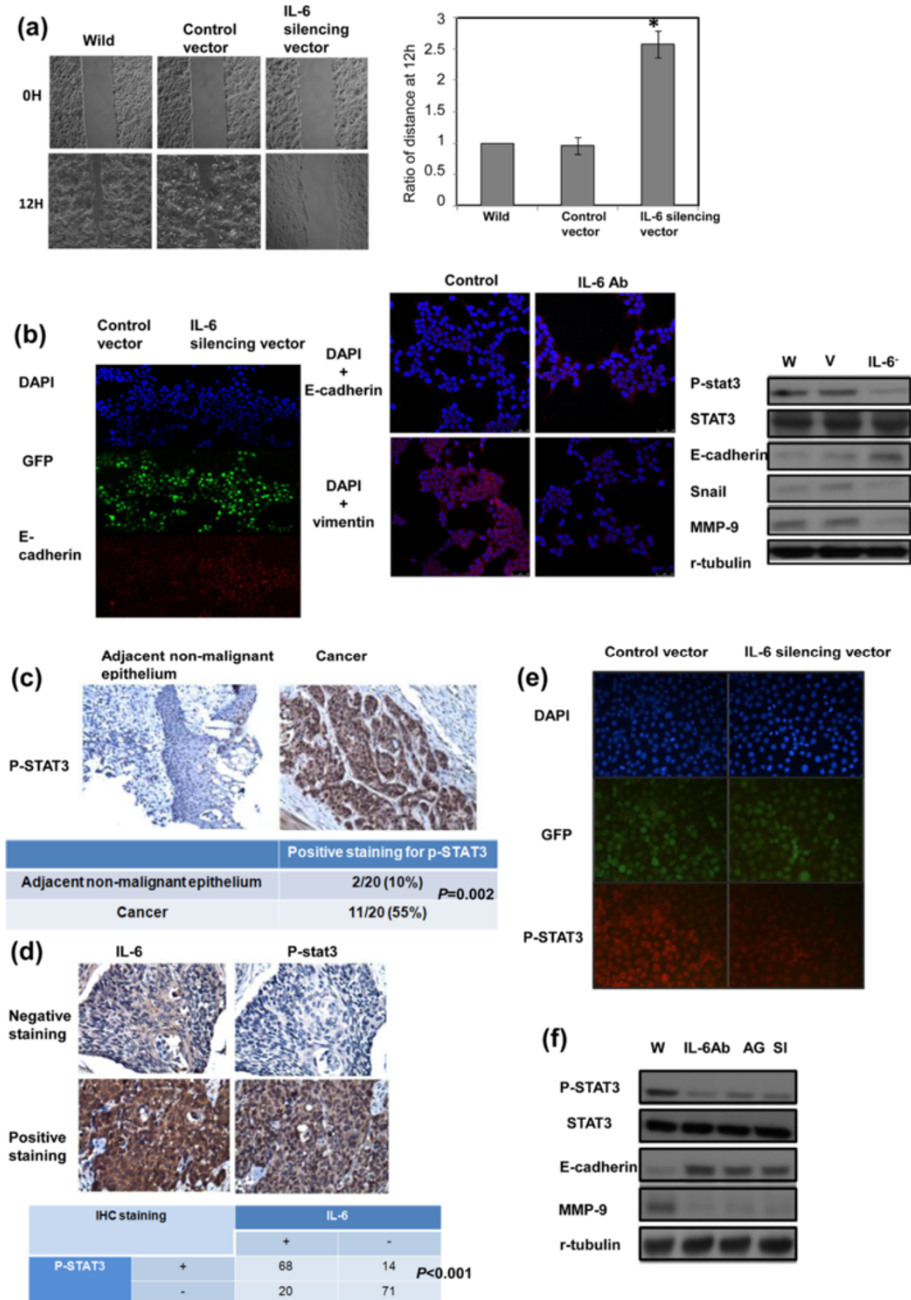 (a)
Wild
Control
vector
IL-6
silencing
vector
0H
12H
Ratio of distance at 12h
3
2.5
2
1.5
1
0.5
0
*
Wild
Control
vector
IL-6 silencing
vector
(b)
Control
vector
IL-6
silencing vector
DAPI
GFP
E-
cadherin
Control
IL-6 Ab
DAPI
+
E-cadherin
DAPI
+
vimentin
W V IL-6-
P-stat3
STAT3
E-cadherin
Snail
MMP-9
r-tubulin
(c)
Adjacent non-malignant
epithelium
Cancer
P-STAT3
Positive staining for p-STAT3
Adjacent non-malignant epithelium 2/20 (10%)
P=0.002
Cancer 11/20 (55%)
(d)
IL-6 P-stat3
Negative
staining
Positive
staining
IHC staining IL-6
+ -
P-STAT3 + 68 14
P<0.001
- 20 71
(e)
Control vector IL-6 silencing vector
DAPI
GFP
P-STAT3
(f)
W IL-6Ab AG SI
P-STAT3
STAT3
E-cadherin
MMP-9
r-tubulin